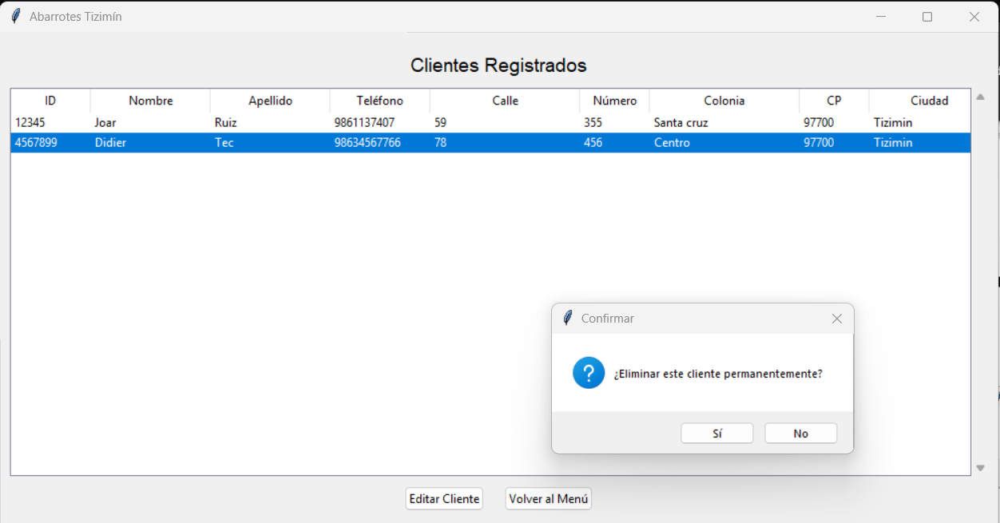 Abarrotes Tizimín
Clientes Registrados
ID Nombre Apellido Teléfono Calle Número Colonia CP Ciudad
12345 Joar Ruiz 9861137407 59 355 Santa cruz 97700 Tizimin
4567899 Didier Tec 98634567766 78 456 Centro 97700 Tizimin
Confirmar
¿Eliminar este cliente permanentemente?
Sí No
Editar Cliente Volver al Menú